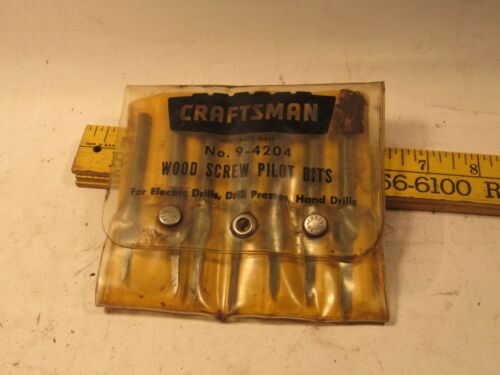 CRAFTSMAN
No. 9-4204
WOOD SCREW PILOT BITS
For Electric Drills, Drill Presses, Hand Drills
1
R
7
8
56-6100 R